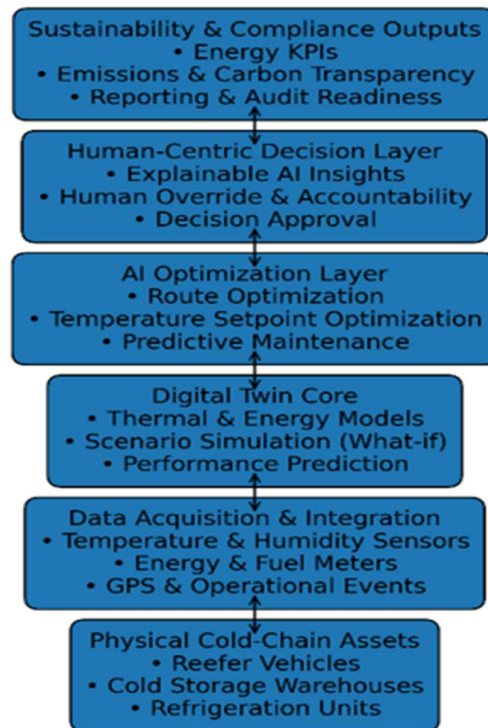 Sustainability & Compliance Outputs
• Energy KPIs
• Emissions & Carbon Transparency
• Reporting & Audit Readiness
Human-Centric Decision Layer
• Explainable AI Insights
• Human Override & Accountability
• Decision Approval
AI Optimization Layer
• Route Optimization
• Temperature Setpoint Optimization
• Predictive Maintenance
Digital Twin Core
• Thermal & Energy Models
• Scenario Simulation (What-if)
• Performance Prediction
Data Acquisition & Integration
• Temperature & Humidity Sensors
• Energy & Fuel Meters
• GPS & Operational Events
Physical Cold-Chain Assets
• Reefer Vehicles
• Cold Storage Warehouses
• Refrigeration Units